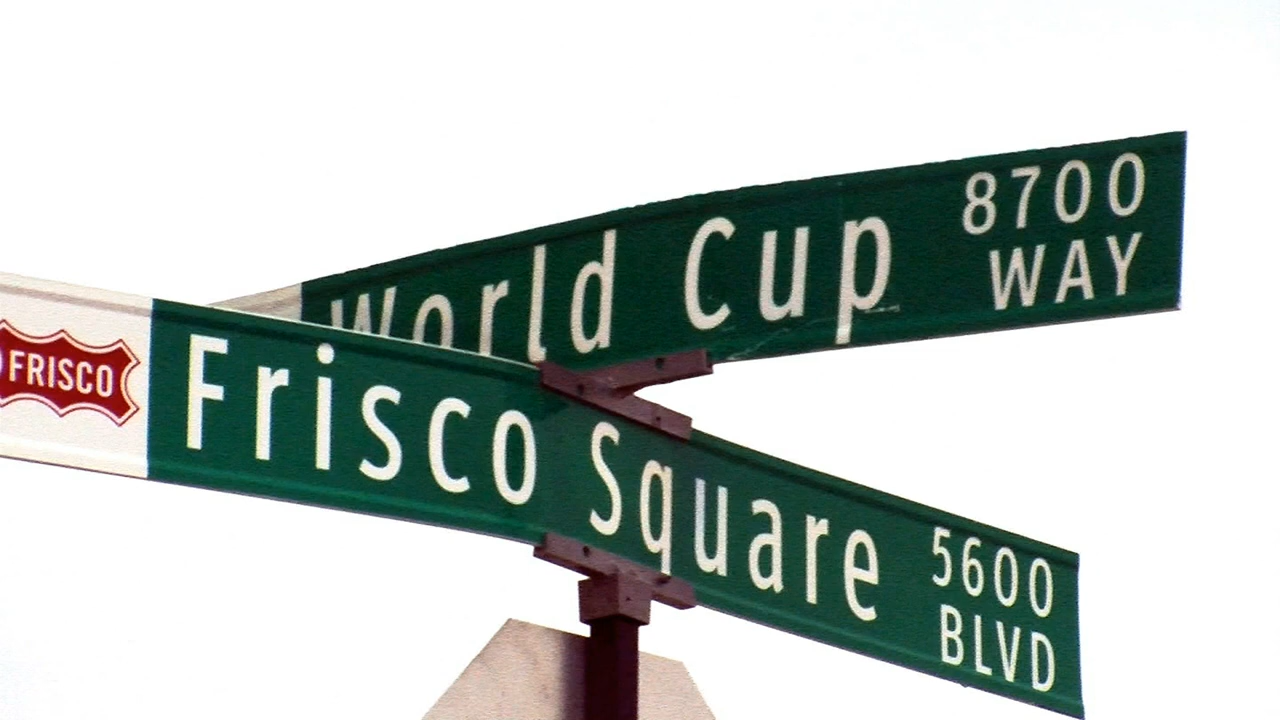 World Cup
8700
WAY
FRISCO
Frisco Square
5600
BLVD